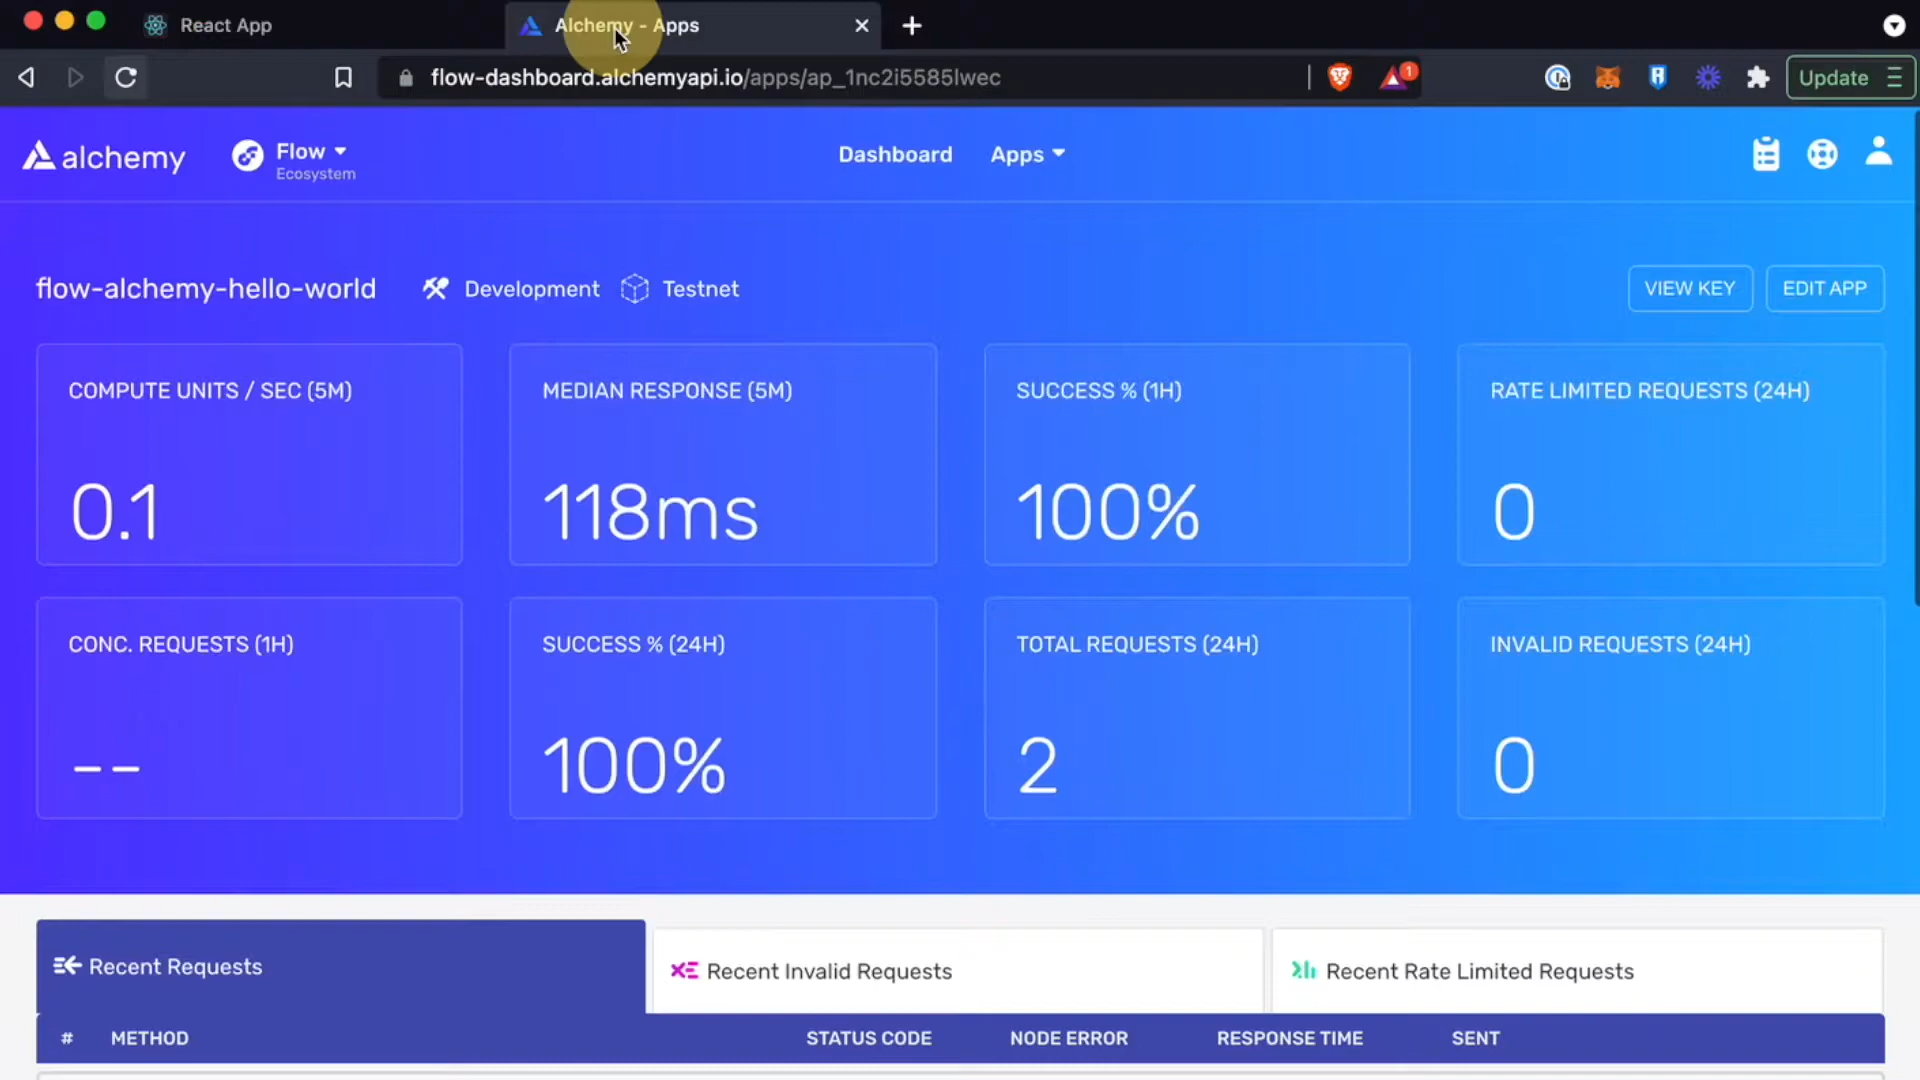 React App
Alchemy - Apps
flow-dashboard.alchemyapi.io/apps/ap_1nc2i5585lwec
1
Update
alchemy
Flow
Ecosystem
Dashboard
Apps
flow-alchemy-hello-world
Development
Testnet
VIEW KEY
EDIT APP
COMPUTE UNITS / SEC (5M)
0.1
MEDIAN RESPONSE (5M)
118ms
SUCCESS % (1H)
100%
RATE LIMITED REQUESTS (24H)
0
CONC. REQUESTS (1H)
--
SUCCESS % (24H)
100%
TOTAL REQUESTS (24H)
2
INVALID REQUESTS (24H)
0
Recent Requests
Recent Invalid Requests
Recent Rate Limited Requests
# METHOD STATUS CODE NODE ERROR RESPONSE TIME SENT